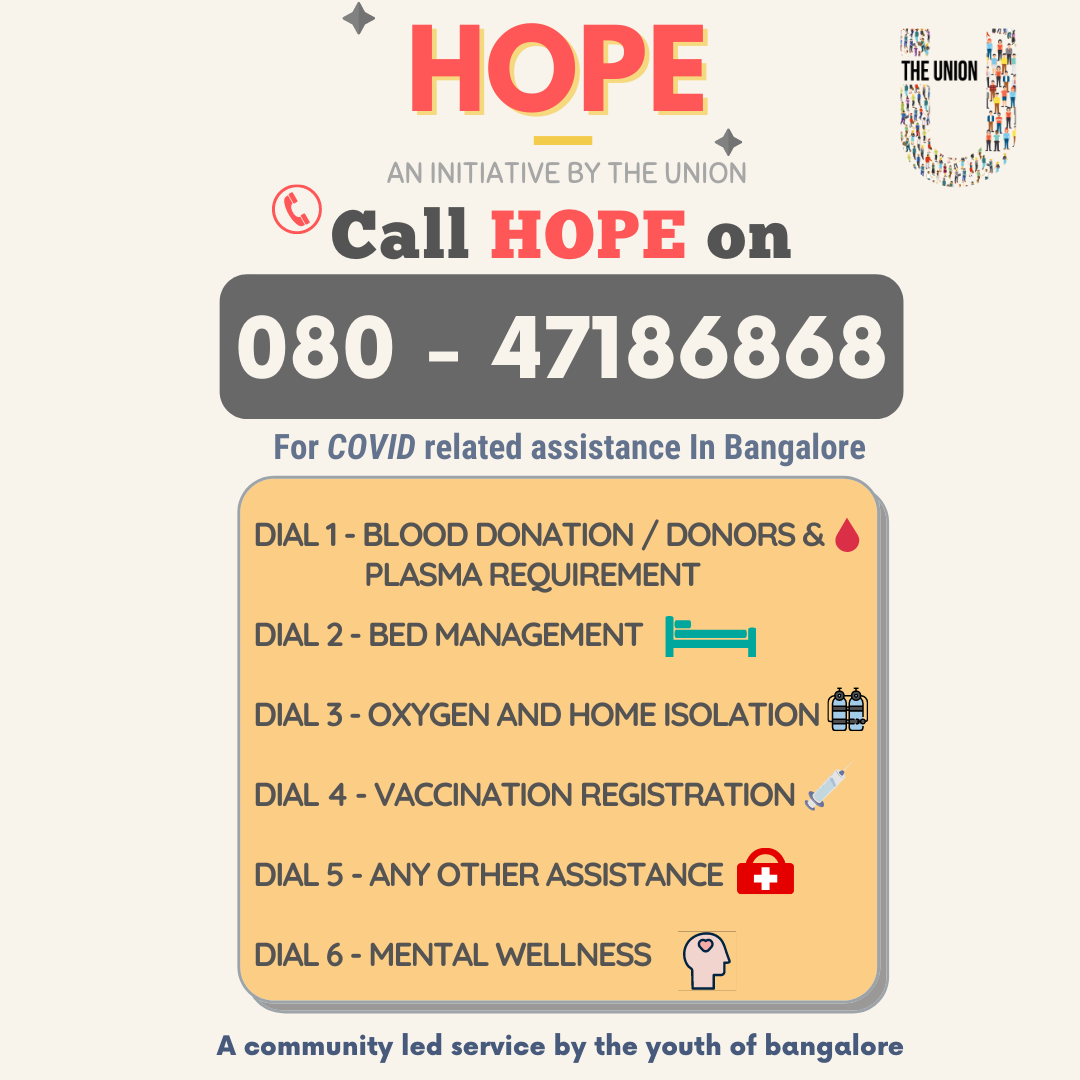 HOPE
THE UNION
AN INITIATIVE BY THE UNION
Call HOPE on
080 - 47186868
For COVID related assistance In Bangalore
DIAL 1 - BLOOD DONATION / DONORS &
PLASMA REQUIREMENT
DIAL 2 - BED MANAGEMENT
DIAL 3 - OXYGEN AND HOME ISOLATION
DIAL 4 - VACCINATION REGISTRATION
DIAL 5 - ANY OTHER ASSISTANCE
DIAL 6 - MENTAL WELLNESS
A community led service by the youth of bangalore